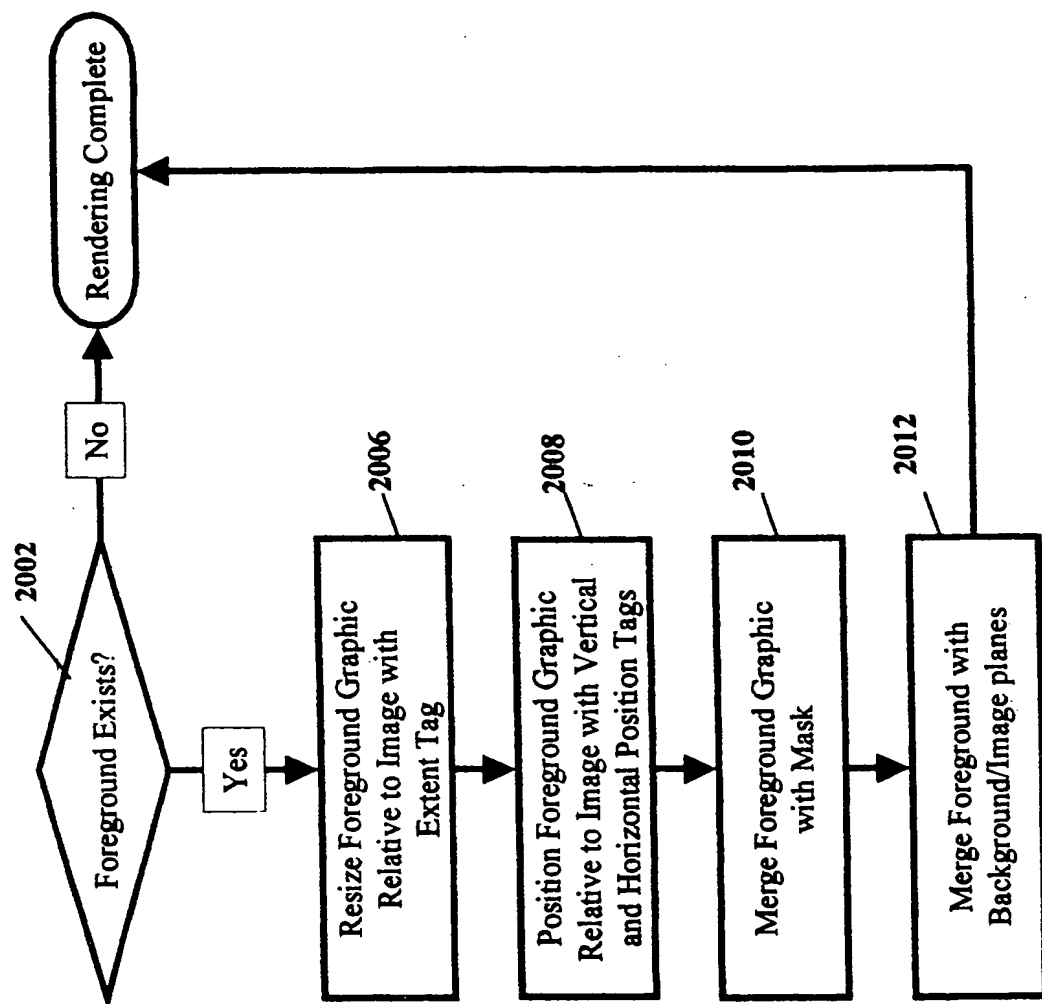 2002
Foreground Exists?
No
Rendering Complete
Yes
2006
Resize Foreground Graphic
Relative to Image with
Extent Tag
2008
Position Foreground Graphic
Relative to Image with Vertical
and Horizontal Position Tags
2010
Merge Foreground Graphic
with Mask
2012
Merge Foreground with
Background/Image planes